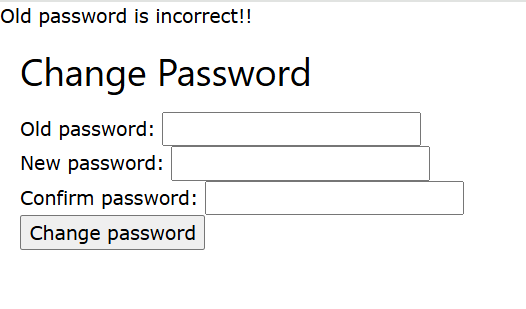 Old password is incorrect!!
Change Password
Old password:
New password:
Confirm password:
Change password